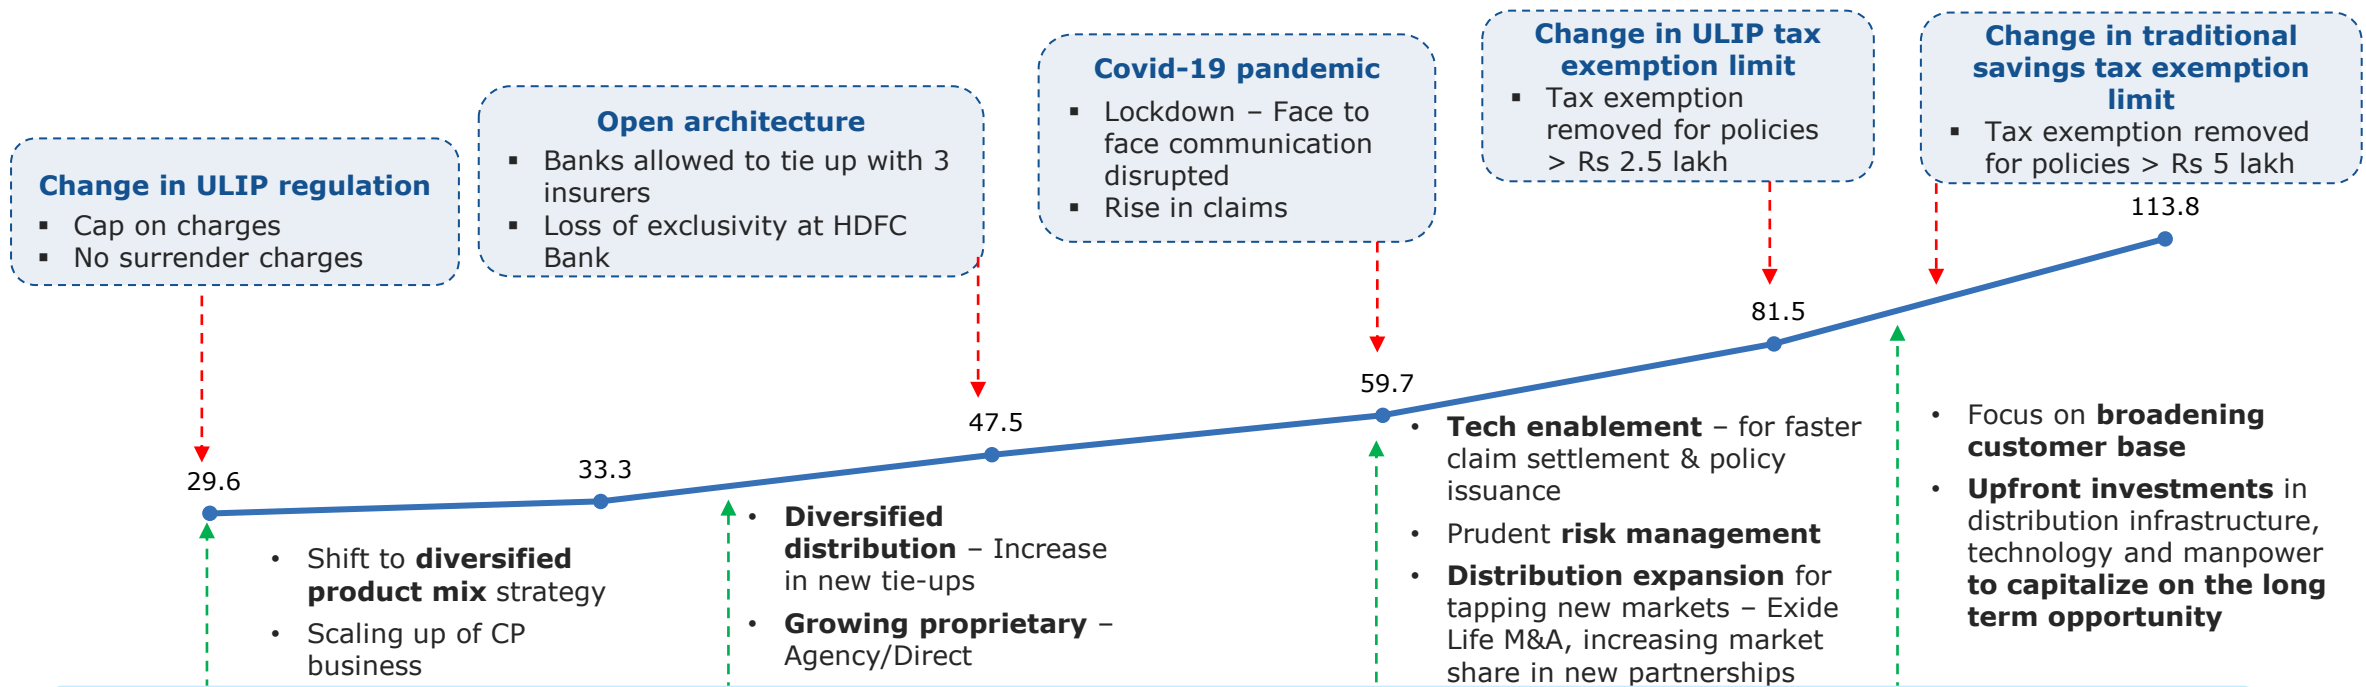 Change in ULIP regulation
▪ Cap on charges
▪ No surrender charges
Open architecture
▪ Banks allowed to tie up with 3
insurers
▪ Loss of exclusivity at HDFC
Bank
Covid-19 pandemic
▪ Lockdown – Face to
face communication
disrupted
▪ Rise in claims
Change in ULIP tax
exemption limit
▪ Tax exemption
removed for policies
> Rs 2.5 lakh
Change in traditional
savings tax exemption
limit
▪ Tax exemption removed
for policies > Rs 5 lakh
29.6
33.3
47.5
59.7
81.5
113.8
• Shift to diversified
product mix strategy
• Scaling up of CP
business
• Diversified
distribution – Increase
in new tie-ups
• Growing proprietary –
Agency/Direct
• Tech enablement – for faster
claim settlement & policy
issuance
• Prudent risk management
• Distribution expansion for
tapping new markets – Exide
Life M&A, increasing market
share in new partnerships
• Focus on broadening
customer base
• Upfront investments in
distribution infrastructure,
technology and manpower
to capitalize on the long
term opportunity